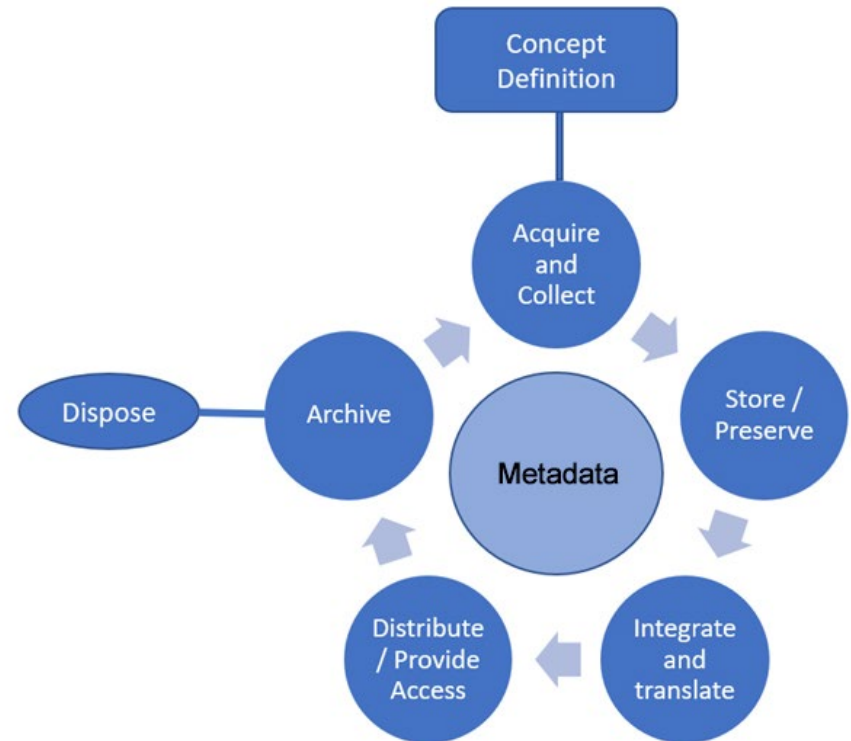 Concept
Definition
Acquire
and
Collect
Store /
Preserve
Integrate
and
translate
Distribute
/ Provide
Access
Archive
Dispose
Metadata